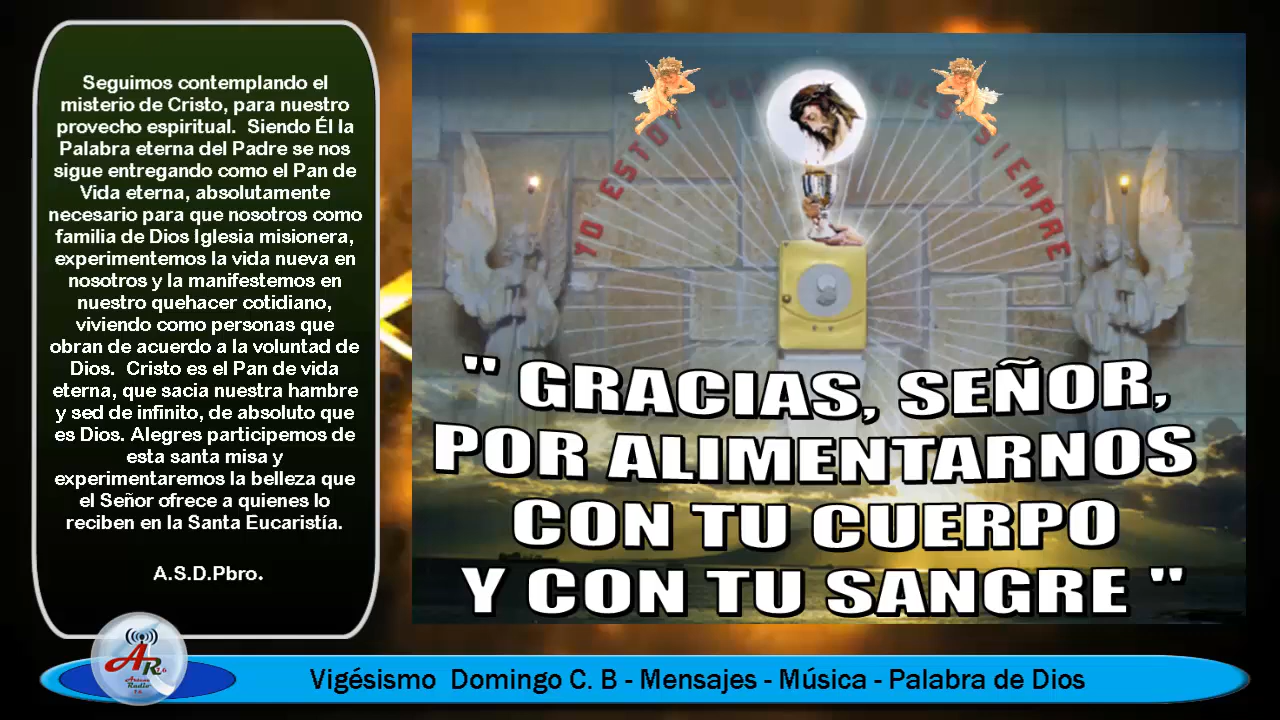 Seguimos contemplando el
misterio de Cristo, para nuestro
provecho espiritual.  Siendo Él la
Palabra eterna del Padre se nos
sigue entregando como el Pan de
Vida eterna, absolutamente
necesario para que nosotros como
familia de Dios Iglesia misionera,
experimentemos la vida nueva en
nosotros y la manifestemos en
nuestro quehacer cotidiano,
viviendo como personas que
obran de acuerdo a la voluntad de
Dios.  Cristo es el Pan de vida
eterna, que sacia nuestra hambre
y sed de infinito, de absoluto que
es Dios. Alegres participemos de
esta santa misa y
experimentaremos la belleza que
el Señor ofrece a quienes lo
reciben en la Santa Eucaristía.
A.S.D.Pbro.
YO ESTOY SIEMPRE
" GRACIAS, SEÑOR,
POR ALIMENTARNOS
CON TU CUERPO
Y CON TU SANGRE "
AR
Radio
Vigésismo  Domingo C. B - Mensajes - Música - Palabra de Dios